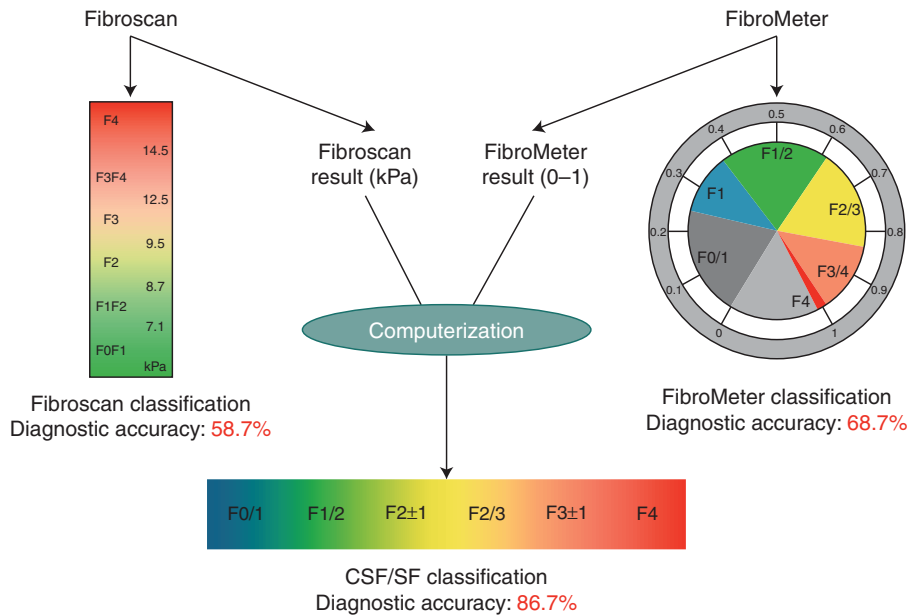 Fibroscan
FibroMeter
F4
14.5
F3F4
12.5
F3
9.5
F2
8.7
F1F2
7.1
F0F1
kPa
Fibroscan
result (kPa)
FibroMeter
result (0–1)
0.5
0.4
0.6
0.3
0.7
0.2
0.8
0.1
0.9
0
1
F1/2
F1
F2/3
F0/1
F3/4
F4
Computerization
Fibroscan classification
Diagnostic accuracy: 58.7%
FibroMeter classification
Diagnostic accuracy: 68.7%
F0/1 F1/2 F2±1 F2/3 F3±1 F4
CSF/SF classification
Diagnostic accuracy: 86.7%